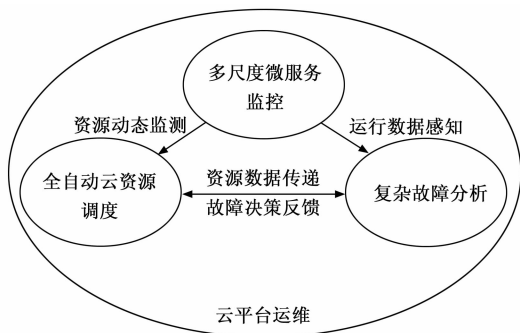 多尺度微服务
监控
资源动态监测
运行数据感知
全自动云资源
调度
资源数据传递
故障决策反馈
复杂故障分析
云平台运维